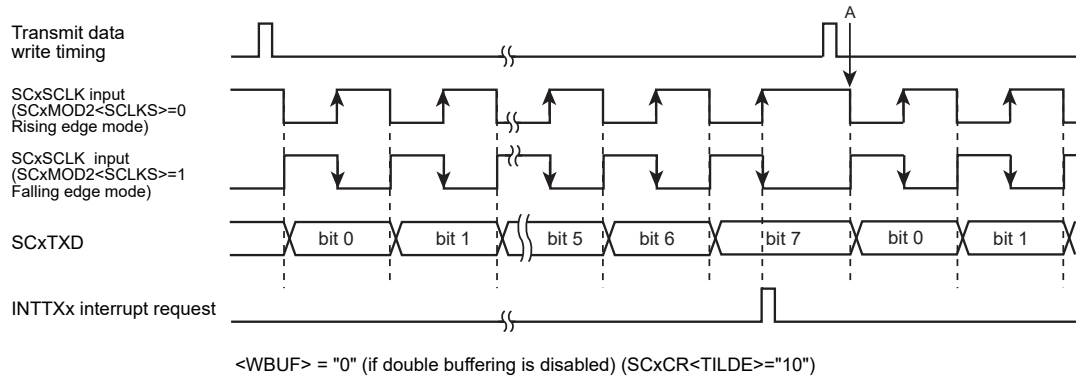 Transmit data
write timing
A
SCxSCLK input
(SCxMOD2<SCLKS>=0
Rising edge mode)
SCxSCLK input
(SCxMOD2<SCLKS>=1
Falling edge mode)
SCxTXD
bit 0
bit 1
bit 5
bit 6
bit 7
bit 0
bit 1
INTTXx interrupt request
<WBUF> = "0" (if double buffering is disabled) (SCxCR<TILDE>="10")